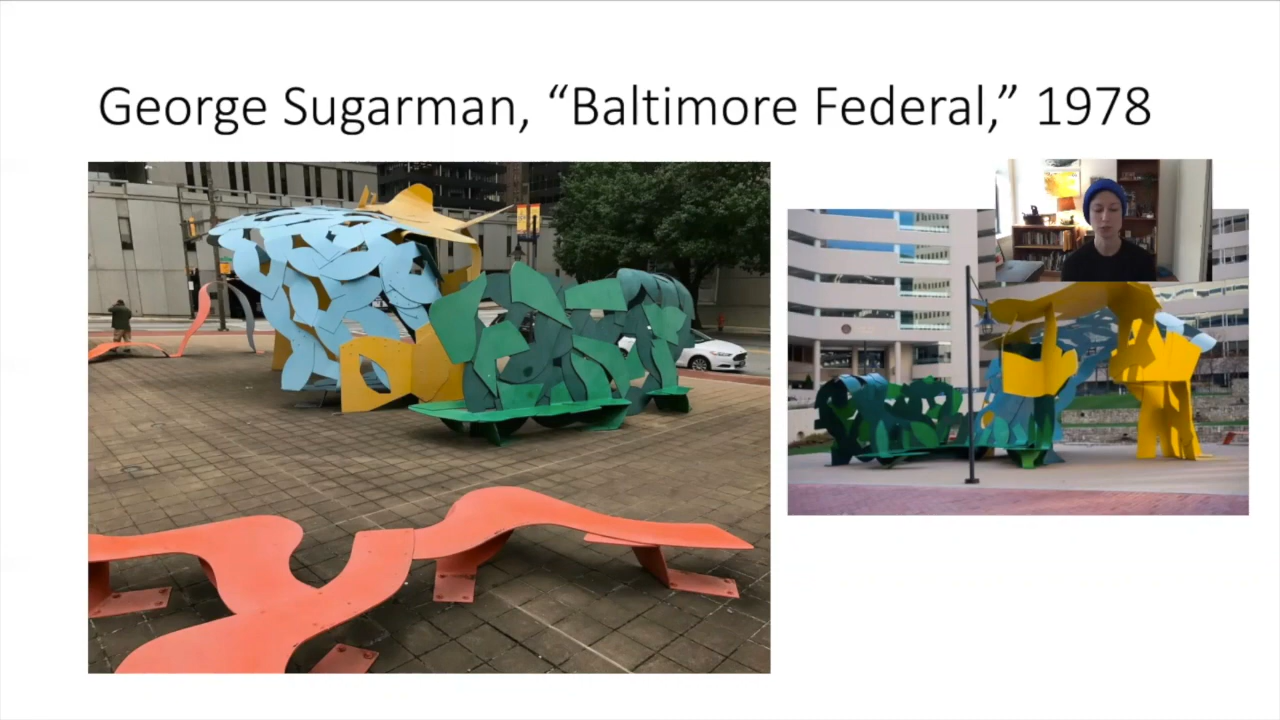 George Sugarman, “Baltimore Federal,” 1978